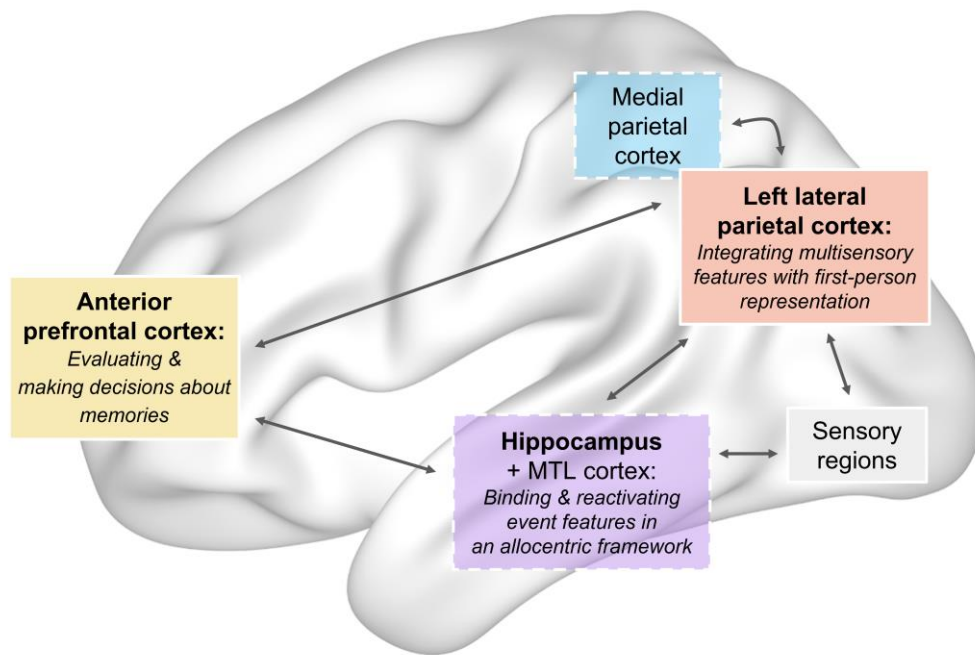 Medial
parietal
cortex
Left lateral
parietal cortex:
Integrating multisensory
features with first-person
representation
Anterior
prefrontal cortex:
Evaluating &
making decisions about
memories
Hippocampus
+ MTL cortex:
Binding & reactivating
event features in
an allocentric framework
Sensory
regions